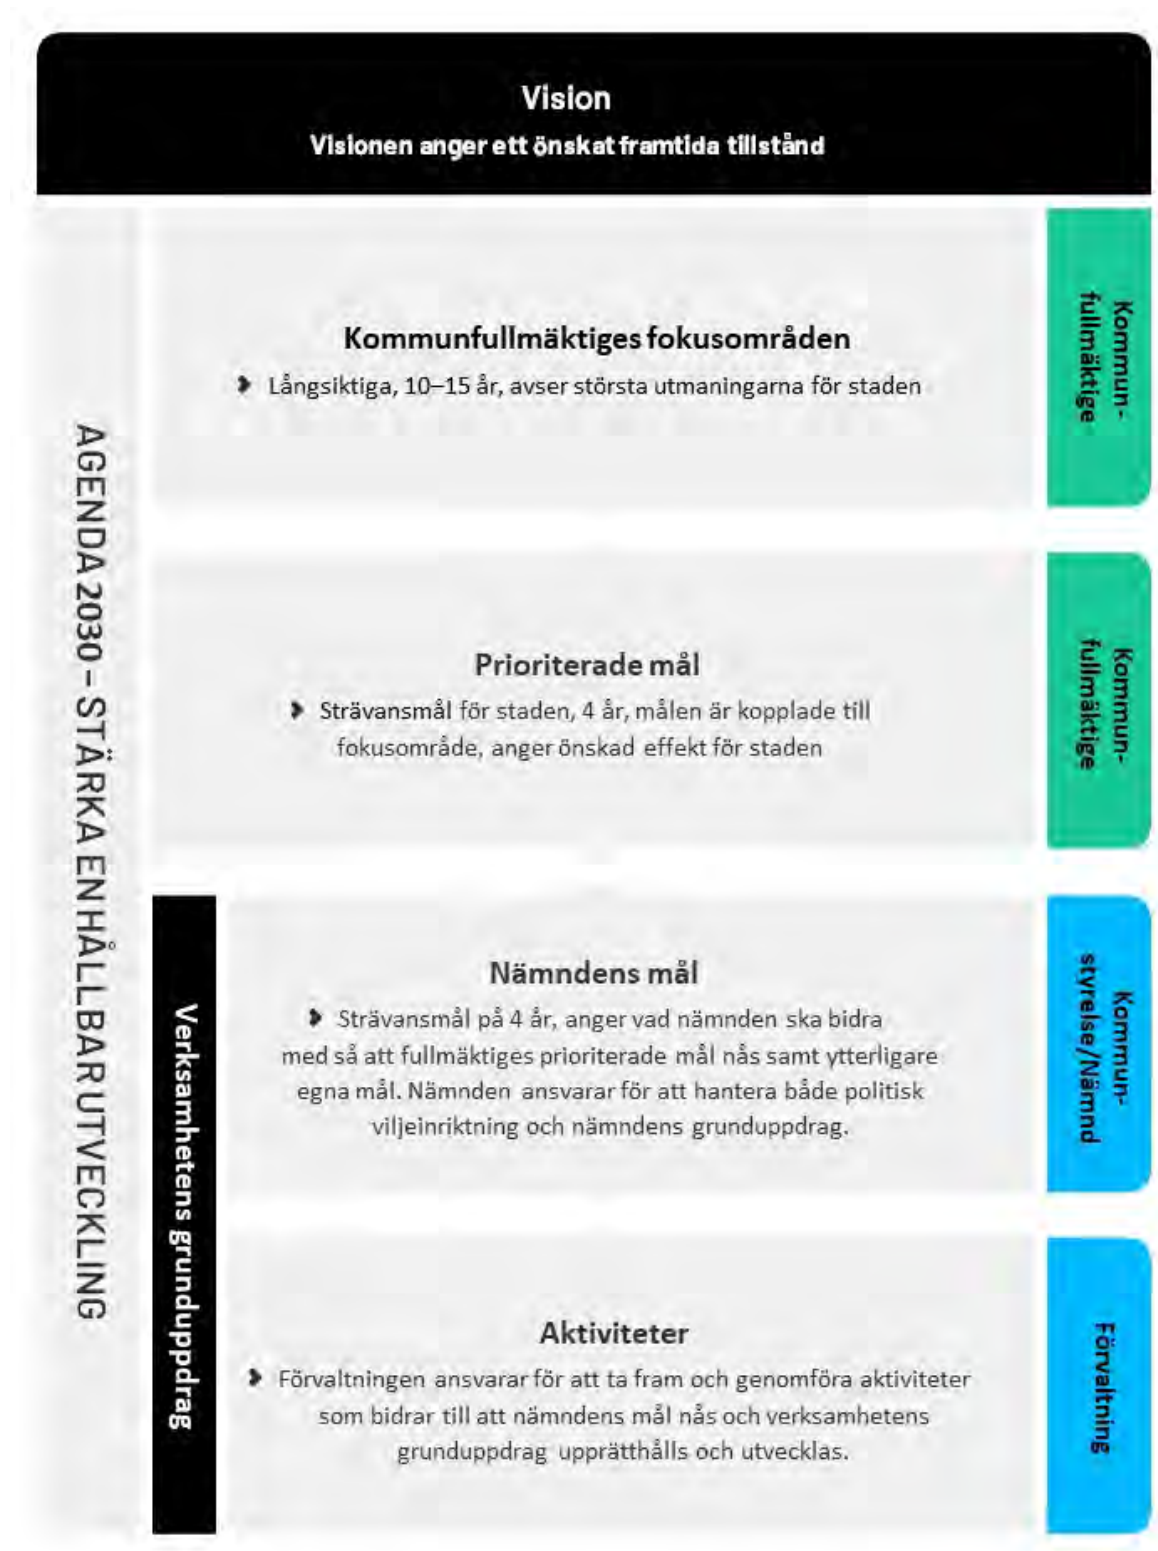 Vision
Visionen anger ett önskat framtida tillstånd
AGENDA 2030 – STÄRKA EN HÅLLBAR UTVECKLING
Kommunfullmäktiges fokusområden
❥ Långsiktiga, 10–15 år, avser största utmaningarna för staden
Kommun-
fullmäktige
Prioriterade mål
❥ Strävansmål för staden, 4 år, målen är kopplade till
fokusområde, anger önskad effekt för staden
Kommun-
fullmäktige
Verksamhetens grunduppdrag
Nämndens mål
❥ Strävansmål på 4 år, anger vad nämnden ska bidra
med så att fullmäktiges prioriterade mål nås samt ytterligare
egna mål. Nämnden ansvarar för att hantera både politisk
viljeinriktning och nämndens grunduppdrag.
Kommun-
styrelse/Nämnd
Aktiviteter
❥ Förvaltningen ansvarar för att ta fram och genomföra aktiviteter
som bidrar till att nämndens mål nås och verksamhetens
grunduppdrag upprätthålls och utvecklas.
Förvaltning